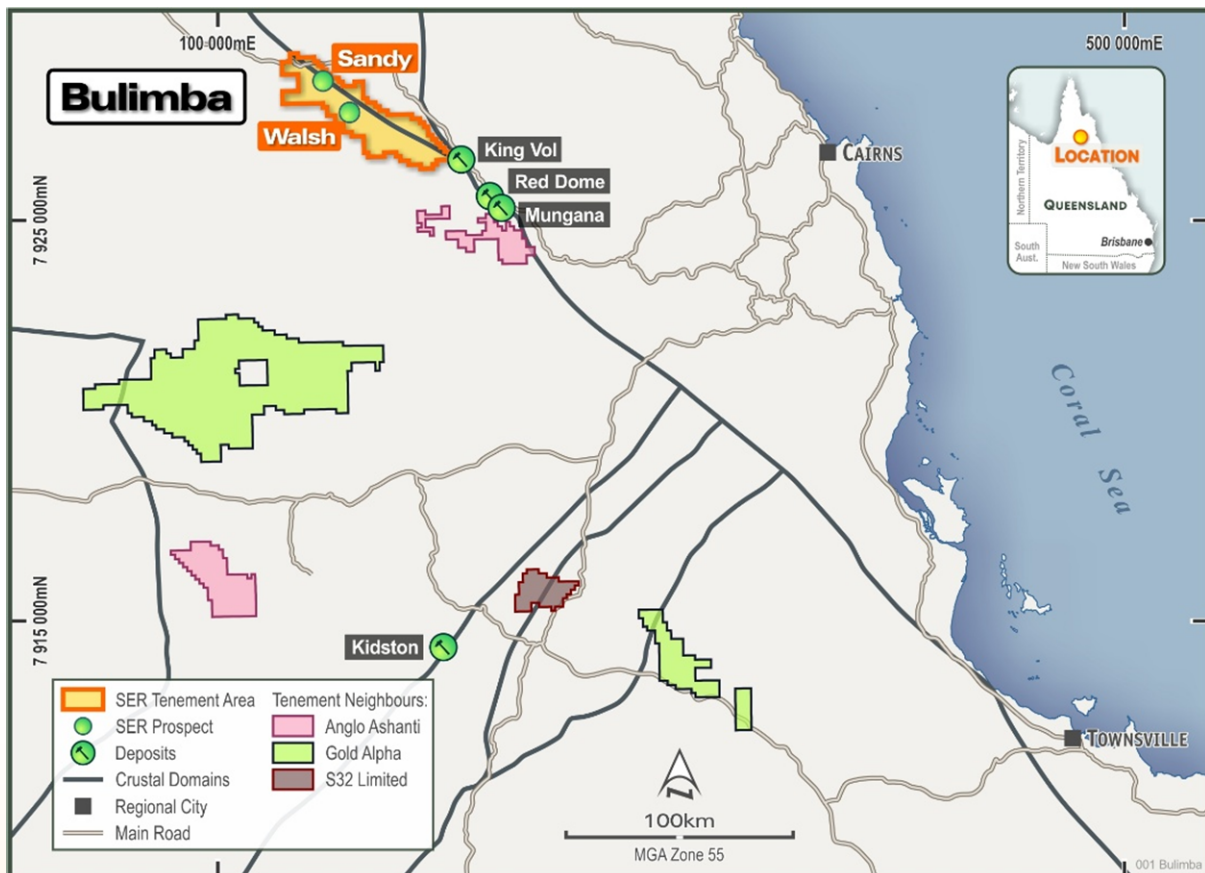 100 000mE
500 000mE
Bulimba
Sandy
Walsh
King Vol
Red Dome
Mungana
CAIRNS
7 925 000mN
LOCATION
Northern Territory
QUEENSLAND
South
Aust.
Brisbane
New South Wales
Coral Sea
7 915 000mN
Kidston
SER Tenement Area
SER Prospect
Deposits
Crustal Domains
Regional City
Main Road
Tenement Neighbours:
Anglo Ashanti
Gold Alpha
S32 Limited
100km
MGA Zone 55
TOWNSVILLE
001 Bulimba